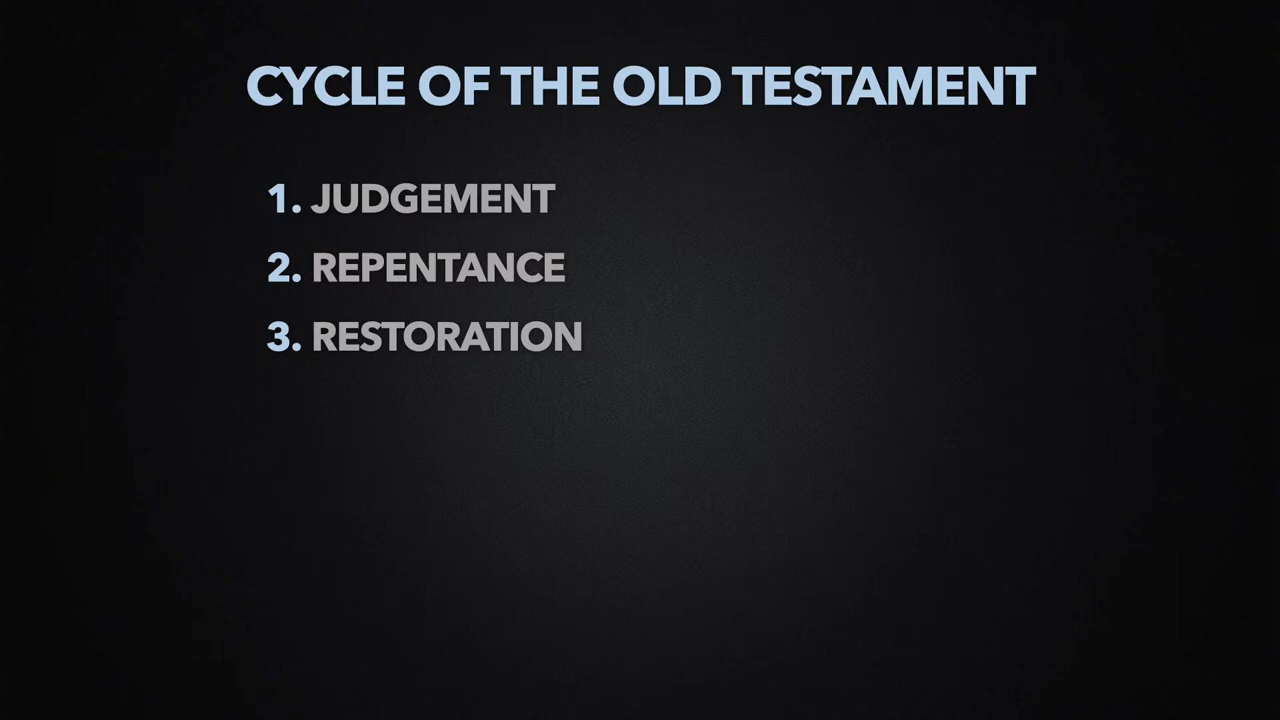 CYCLE OF THE OLD TESTAMENT
1. JUDGEMENT
2. REPENTANCE
3. RESTORATION